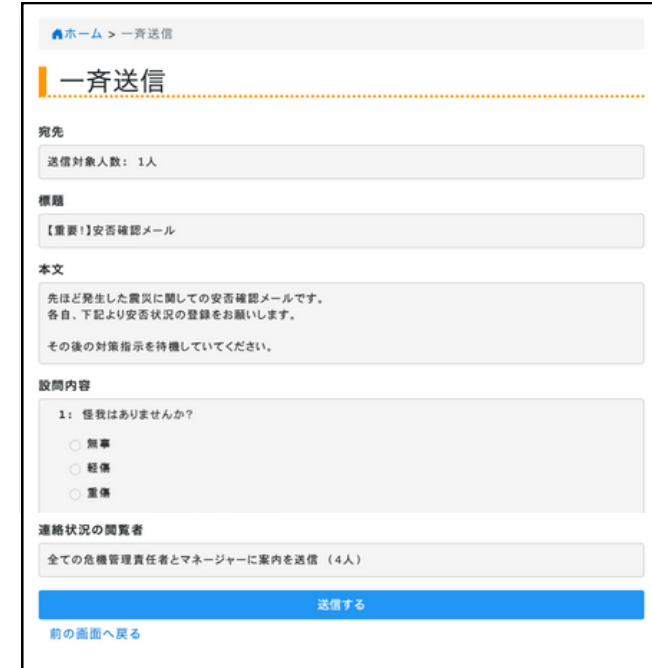 ホーム > 一斉送信
一斉送信
宛先
送信対象人数: 1人
標題
【重要!】安否確認メール
本文
先ほど発生した震災に関しての安否確認メールです。
各自、下記より安否状況の登録をお願いします。
その後の対策指示を待機していてください。
設問内容
1: 怪我はありませんか?
無事
軽傷
重傷
連絡状況の閲覧者
全ての危機管理責任者とマネージャーに案内を送信 (4人)
送信する
前の画面へ戻る